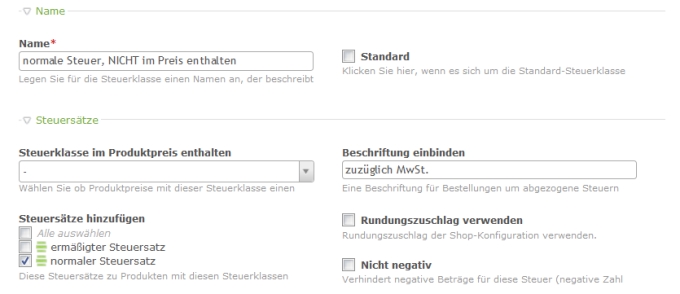 Name
Name*
normale Steuer, NICHT im Preis enthalten
Legen Sie für die Steuerklasse einen Namen an, der beschreibt
Standard
Klicken Sie hier, wenn es sich um die Standard-Steuerklasse
Steuersätze
Steuerklasse im Produktpreis enthalten
-
Wählen Sie ob Produktpreise mit dieser Steuerklasse einen
Beschriftung einbinden
zuzüglich MwSt.
Eine Beschriftung für Bestellungen um abgezogene Steuern
Steuersätze hinzufügen
Alle auswählen
ermäßigter Steuersatz
normaler Steuersatz
Diese Steuersätze zu Produkten mit diesen Steuerklassen
Rundungszuschlag verwenden
Rundungszuschlag der Shop-Konfiguration verwenden.
Nicht negativ
Verhindert negative Beträge für diese Steuer (negative Zahl